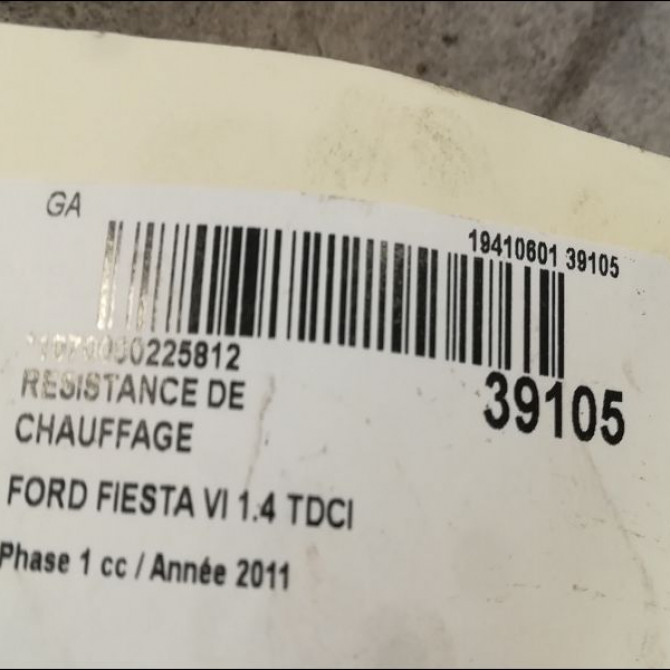 GA
19410601 39105
39105
RESISTANCE DE
CHAUFFAGE
FORD FIESTA VI 1.4 TDCI
Phase 1 cc / Année 2011